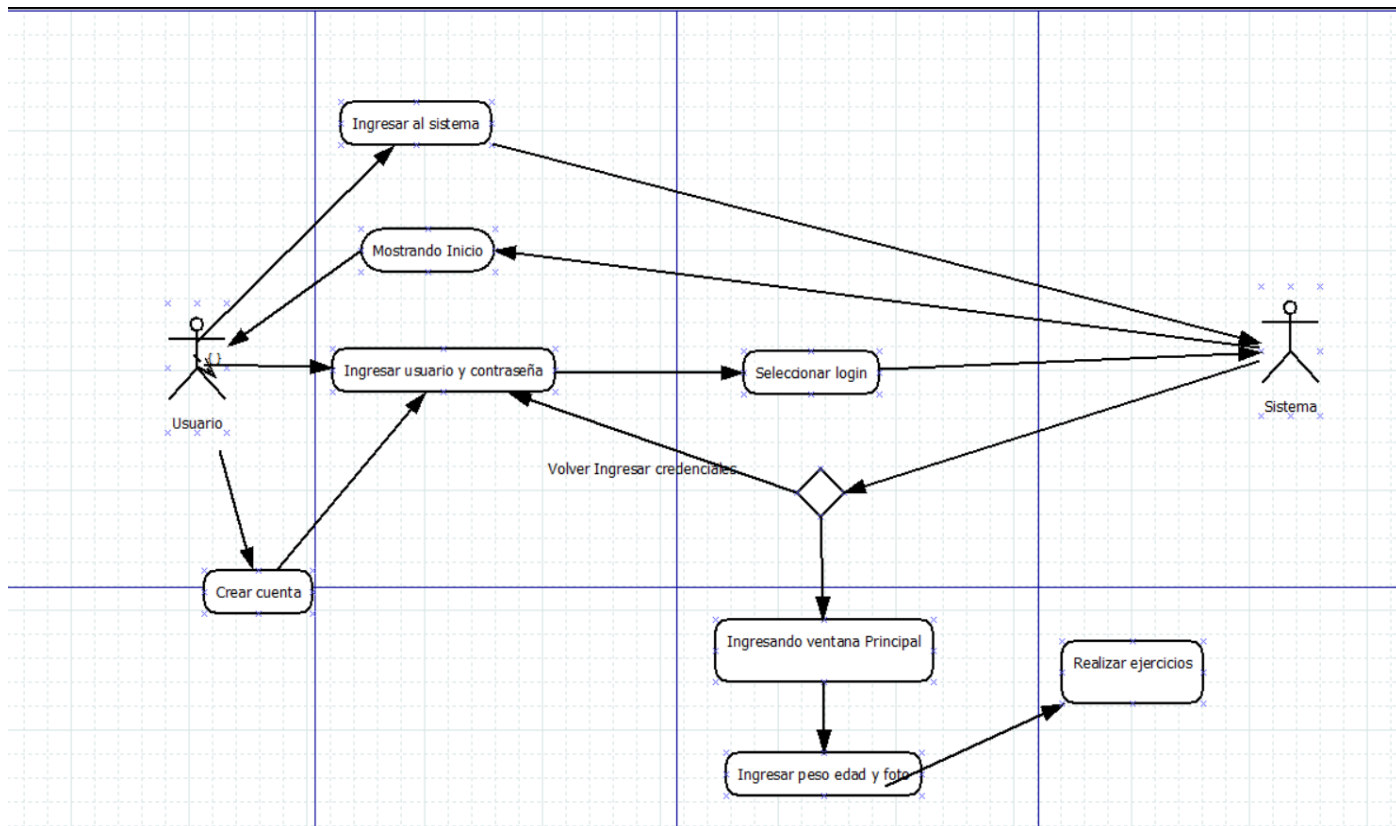 Ingresar al sistema
Mostrando Inicio
{ }
Ingresar usuario y contraseña
Seleccionar login
Usuario
Sistema
Volver Ingresar credenciales
Crear cuenta
Ingresando ventana Principal
Realizar ejercicios
Ingresar peso edad y foto